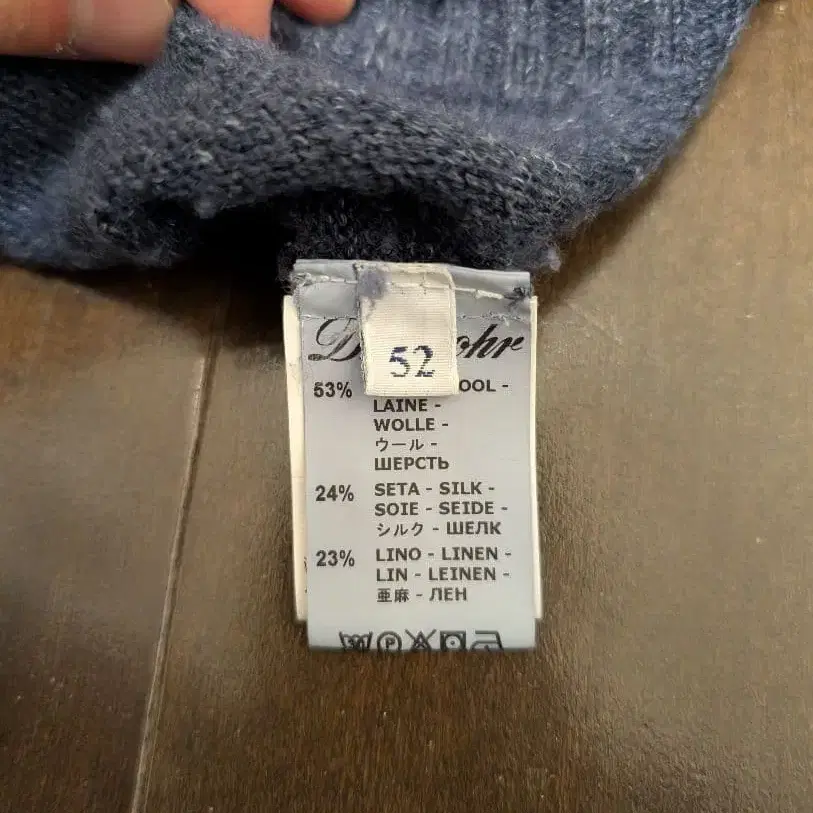 52
53% OOL -
LAINE -
WOLLE -
ウール -
ШЕРСТЬ
24% SETA - SILK -
SOIE - SEIDE -
シルク - ШЕЛК
23% LINO - LINEN -
LIN - LEINEN -
亜麻 - ЛЕН